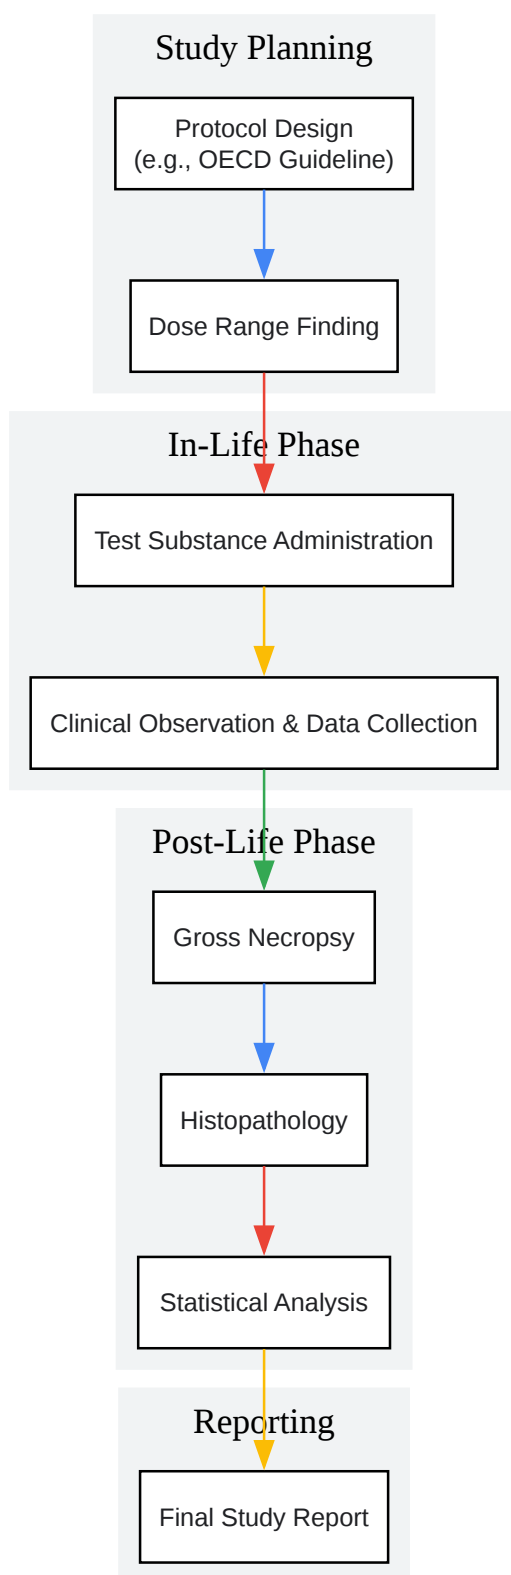 Study Planning
Protocol Design
(e.g., OECD Guideline)
Dose Range Finding
In-Life Phase
Test Substance Administration
Clinical Observation & Data Collection
Post-Life Phase
Gross Necropsy
Histopathology
Statistical Analysis
Reporting
Final Study Report